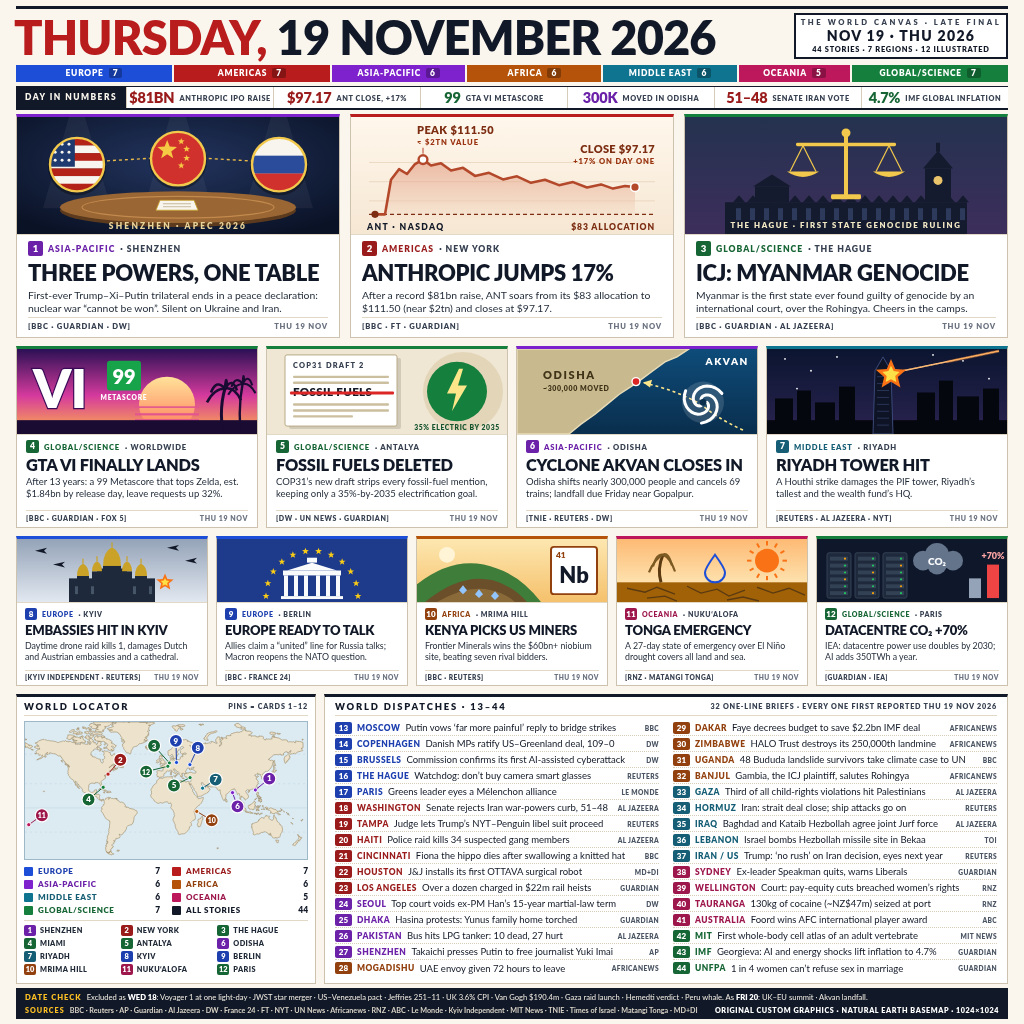 THURSDAY, 19 NOVEMBER 2026
THE WORLD CANVAS · LATE FINAL
NOV 19 · THU 2026
44 STORIES · 7 REGIONS · 12 ILLUSTRATED
EUROPE 7
AMERICAS 7
ASIA-PACIFIC 6
AFRICA 6
MIDDLE EAST 6
OCEANIA 5
GLOBAL/SCIENCE 7
DAY IN NUMBERS
$81BN ANTHROPIC IPO RAISE
$97.17 ANT CLOSE, +17%
99 GTA VI METASCORE
300K MOVED IN ODISHA
51–48 SENATE IRAN VOTE
4.7% IMF GLOBAL INFLATION
SHENZHEN · APEC 2026
1 ASIA-PACIFIC · SHENZHEN
THREE POWERS, ONE TABLE
First-ever Trump–Xi–Putin trilateral ends in a peace declaration:
nuclear war “cannot be won”. Silent on Ukraine and Iran.
[BBC · GUARDIAN · DW] THU 19 NOV
PEAK $111.50
≈ $2TN VALUE
CLOSE $97.17
+17% ON DAY ONE
ANT · NASDAQ
$83 ALLOCATION
2 AMERICAS · NEW YORK
ANTHROPIC JUMPS 17%
After a record $81bn raise, ANT soars from its $83 allocation to
$111.50 (near $2tn) and closes at $97.17.
[BBC · FT · GUARDIAN] THU 19 NOV
THE HAGUE · FIRST STATE GENOCIDE RULING
3 GLOBAL/SCIENCE · THE HAGUE
ICJ: MYANMAR GENOCIDE
Myanmar is the first state ever found guilty of genocide by an
international court, over the Rohingya. Cheers in the camps.
[BBC · GUARDIAN · AL JAZEERA] THU 19 NOV
VI
99
METASCORE
4 GLOBAL/SCIENCE · WORLDWIDE
GTA VI FINALLY LANDS
After 13 years: a 99 Metascore that tops Zelda, est.
$1.84bn by release day, leave requests up 32%.
[BBC · GUARDIAN · FOX 5] THU 19 NOV
COP31 DRAFT 2
FOSSIL FUELS
35% ELECTRIC BY 2035
5 GLOBAL/SCIENCE · ANTALYA
FOSSIL FUELS DELETED
COP31’s new draft strips every fossil-fuel mention,
keeping only a 35%-by-2035 electrification goal.
[DW · UN NEWS · GUARDIAN] THU 19 NOV
AKVAN
ODISHA
~300,000 MOVED
6 ASIA-PACIFIC · ODISHA
CYCLONE AKVAN CLOSES IN
Odisha shifts nearly 300,000 people and cancels 69
trains; landfall due Friday near Gopalpur.
[TNIE · REUTERS · DW] THU 19 NOV
7 MIDDLE EAST · RIYADH
RIYADH TOWER HIT
A Houthi strike damages the PIF tower, Riyadh’s
tallest and the wealth fund’s HQ.
[REUTERS · AL JAZEERA · NYT] THU 19 NOV
8 EUROPE · KYIV
EMBASSIES HIT IN KYIV
Daytime drone raid kills 1, damages Dutch
and Austrian embassies and a cathedral.
[KYIV INDEPENDENT · REUTERS] THU 19 NOV
9 EUROPE · BERLIN
EUROPE READY TO TALK
Allies claim a “united” line for Russia talks;
Macron reopens the NATO question.
[BBC · FRANCE 24] THU 19 NOV
41
Nb
10 AFRICA · MRIMA HILL
KENYA PICKS US MINERS
Frontier Minerals wins the $60bn+ niobium
site, beating seven rival bidders.
[BBC · REUTERS] THU 19 NOV
11 OCEANIA · NUKU’ALOFA
TONGA EMERGENCY
A 27-day state of emergency over El Niño
drought covers all land and sea.
[RNZ · MATANGI TONGA] THU 19 NOV
CO₂
+70%
12 GLOBAL/SCIENCE · PARIS
DATACENTRE CO₂ +70%
IEA: datacentre power use doubles by 2030;
AI adds 350TWh a year.
[GUARDIAN · IEA] THU 19 NOV
WORLD LOCATOR PINS = CARDS 1–12
3
9
8
2
12
5
7
1
4
6
10
11
EUROPE 7 AMERICAS 7
ASIA-PACIFIC 6 AFRICA 6
MIDDLE EAST 6 OCEANIA 5
GLOBAL/SCIENCE 7 ALL STORIES 44
1 SHENZHEN 2 NEW YORK 3 THE HAGUE
4 MIAMI 5 ANTALYA 6 ODISHA
7 RIYADH 8 KYIV 9 BERLIN
10 MRIMA HILL 11 NUKU’ALOFA 12 PARIS
WORLD DISPATCHES · 13–44
32 ONE-LINE BRIEFS · EVERY ONE FIRST REPORTED THU 19 NOV 2026
13 MOSCOW Putin vows ‘far more painful’ reply to bridge strikes BBC
14 COPENHAGEN Danish MPs ratify US–Greenland deal, 109–0 DW
15 BRUSSELS Commission confirms its first AI-assisted cyberattack DW
16 THE HAGUE Watchdog: don’t buy camera smart glasses REUTERS
17 PARIS Greens leader eyes a Mélenchon alliance LE MONDE
18 WASHINGTON Senate rejects Iran war-powers curb, 51–48 AL JAZEERA
19 TAMPA Judge lets Trump’s NYT–Penguin libel suit proceed REUTERS
20 HAITI Police raid kills 34 suspected gang members AL JAZEERA
21 CINCINNATI Fiona the hippo dies after swallowing a knitted hat BBC
22 HOUSTON J&J installs its first OTTAVA surgical robot MD+DI
23 LOS ANGELES Over a dozen charged in $22m rail heists GUARDIAN
24 SEOUL Top court voids ex-PM Han’s 15-year martial-law term DW
25 DHAKA Hasina protests: Yunus family home torched GUARDIAN
26 PAKISTAN Bus hits LPG tanker: 10 dead, 27 hurt AL JAZEERA
27 SHENZHEN Takaichi presses Putin to free journalist Yuki Imai AP
28 MOGADISHU UAE envoy given 72 hours to leave AFRICANEWS
29 DAKAR Faye decrees budget to save $2.2bn IMF deal AFRICANEWS
30 ZIMBABWE HALO Trust destroys its 250,000th landmine AFRICANEWS
31 UGANDA 48 Bududa landslide survivors take climate case to UN BBC
32 BANJUL Gambia, the ICJ plaintiff, salutes Rohingya AFRICANEWS
33 GAZA Third of all child-rights violations hit Palestinians AL JAZEERA
34 HORMUZ Iran: strait deal close; ship attacks go on REUTERS
35 IRAQ Baghdad and Kataib Hezbollah agree joint Jurf force AL JAZEERA
36 LEBANON Israel bombs Hezbollah missile site in Bekaa TOI
37 IRAN / US Trump: ‘no rush’ on Iran decision, eyes next year REUTERS
38 SYDNEY Ex-leader Speakman quits, warns Liberals GUARDIAN
39 WELLINGTON Court: pay-equity cuts breached women’s rights RNZ
40 TAURANGA 130kg of cocaine (~NZ$47m) seized at port RNZ
41 AUSTRALIA Foord wins AFC international player award ABC
42 MIT First whole-body cell atlas of an adult vertebrate MIT NEWS
43 IMF Georgieva: AI and energy shocks lift inflation to 4.7% GUARDIAN
44 UNFPA 1 in 4 women can’t refuse sex in marriage GUARDIAN
DATE CHECK Excluded as WED 18: Voyager 1 at one light-day · JWST star merger · US–Venezuela pact · Jeffries 251–11 · UK 3.6% CPI · Van Gogh $190.4m · Gaza raid launch · Hemedti verdict · Peru whale. As FRI 20: UK–EU summit · Akvan landfall.
SOURCES BBC · Reuters · AP · Guardian · Al Jazeera · DW · France 24 · FT · NYT · UN News · Africanews · RNZ · ABC · Le Monde · Kyiv Independent · MIT News · TNIE · Times of Israel · Matangi Tonga · MD+DI ORIGINAL CUSTOM GRAPHICS · NATURAL EARTH BASEMAP · 1024×1024